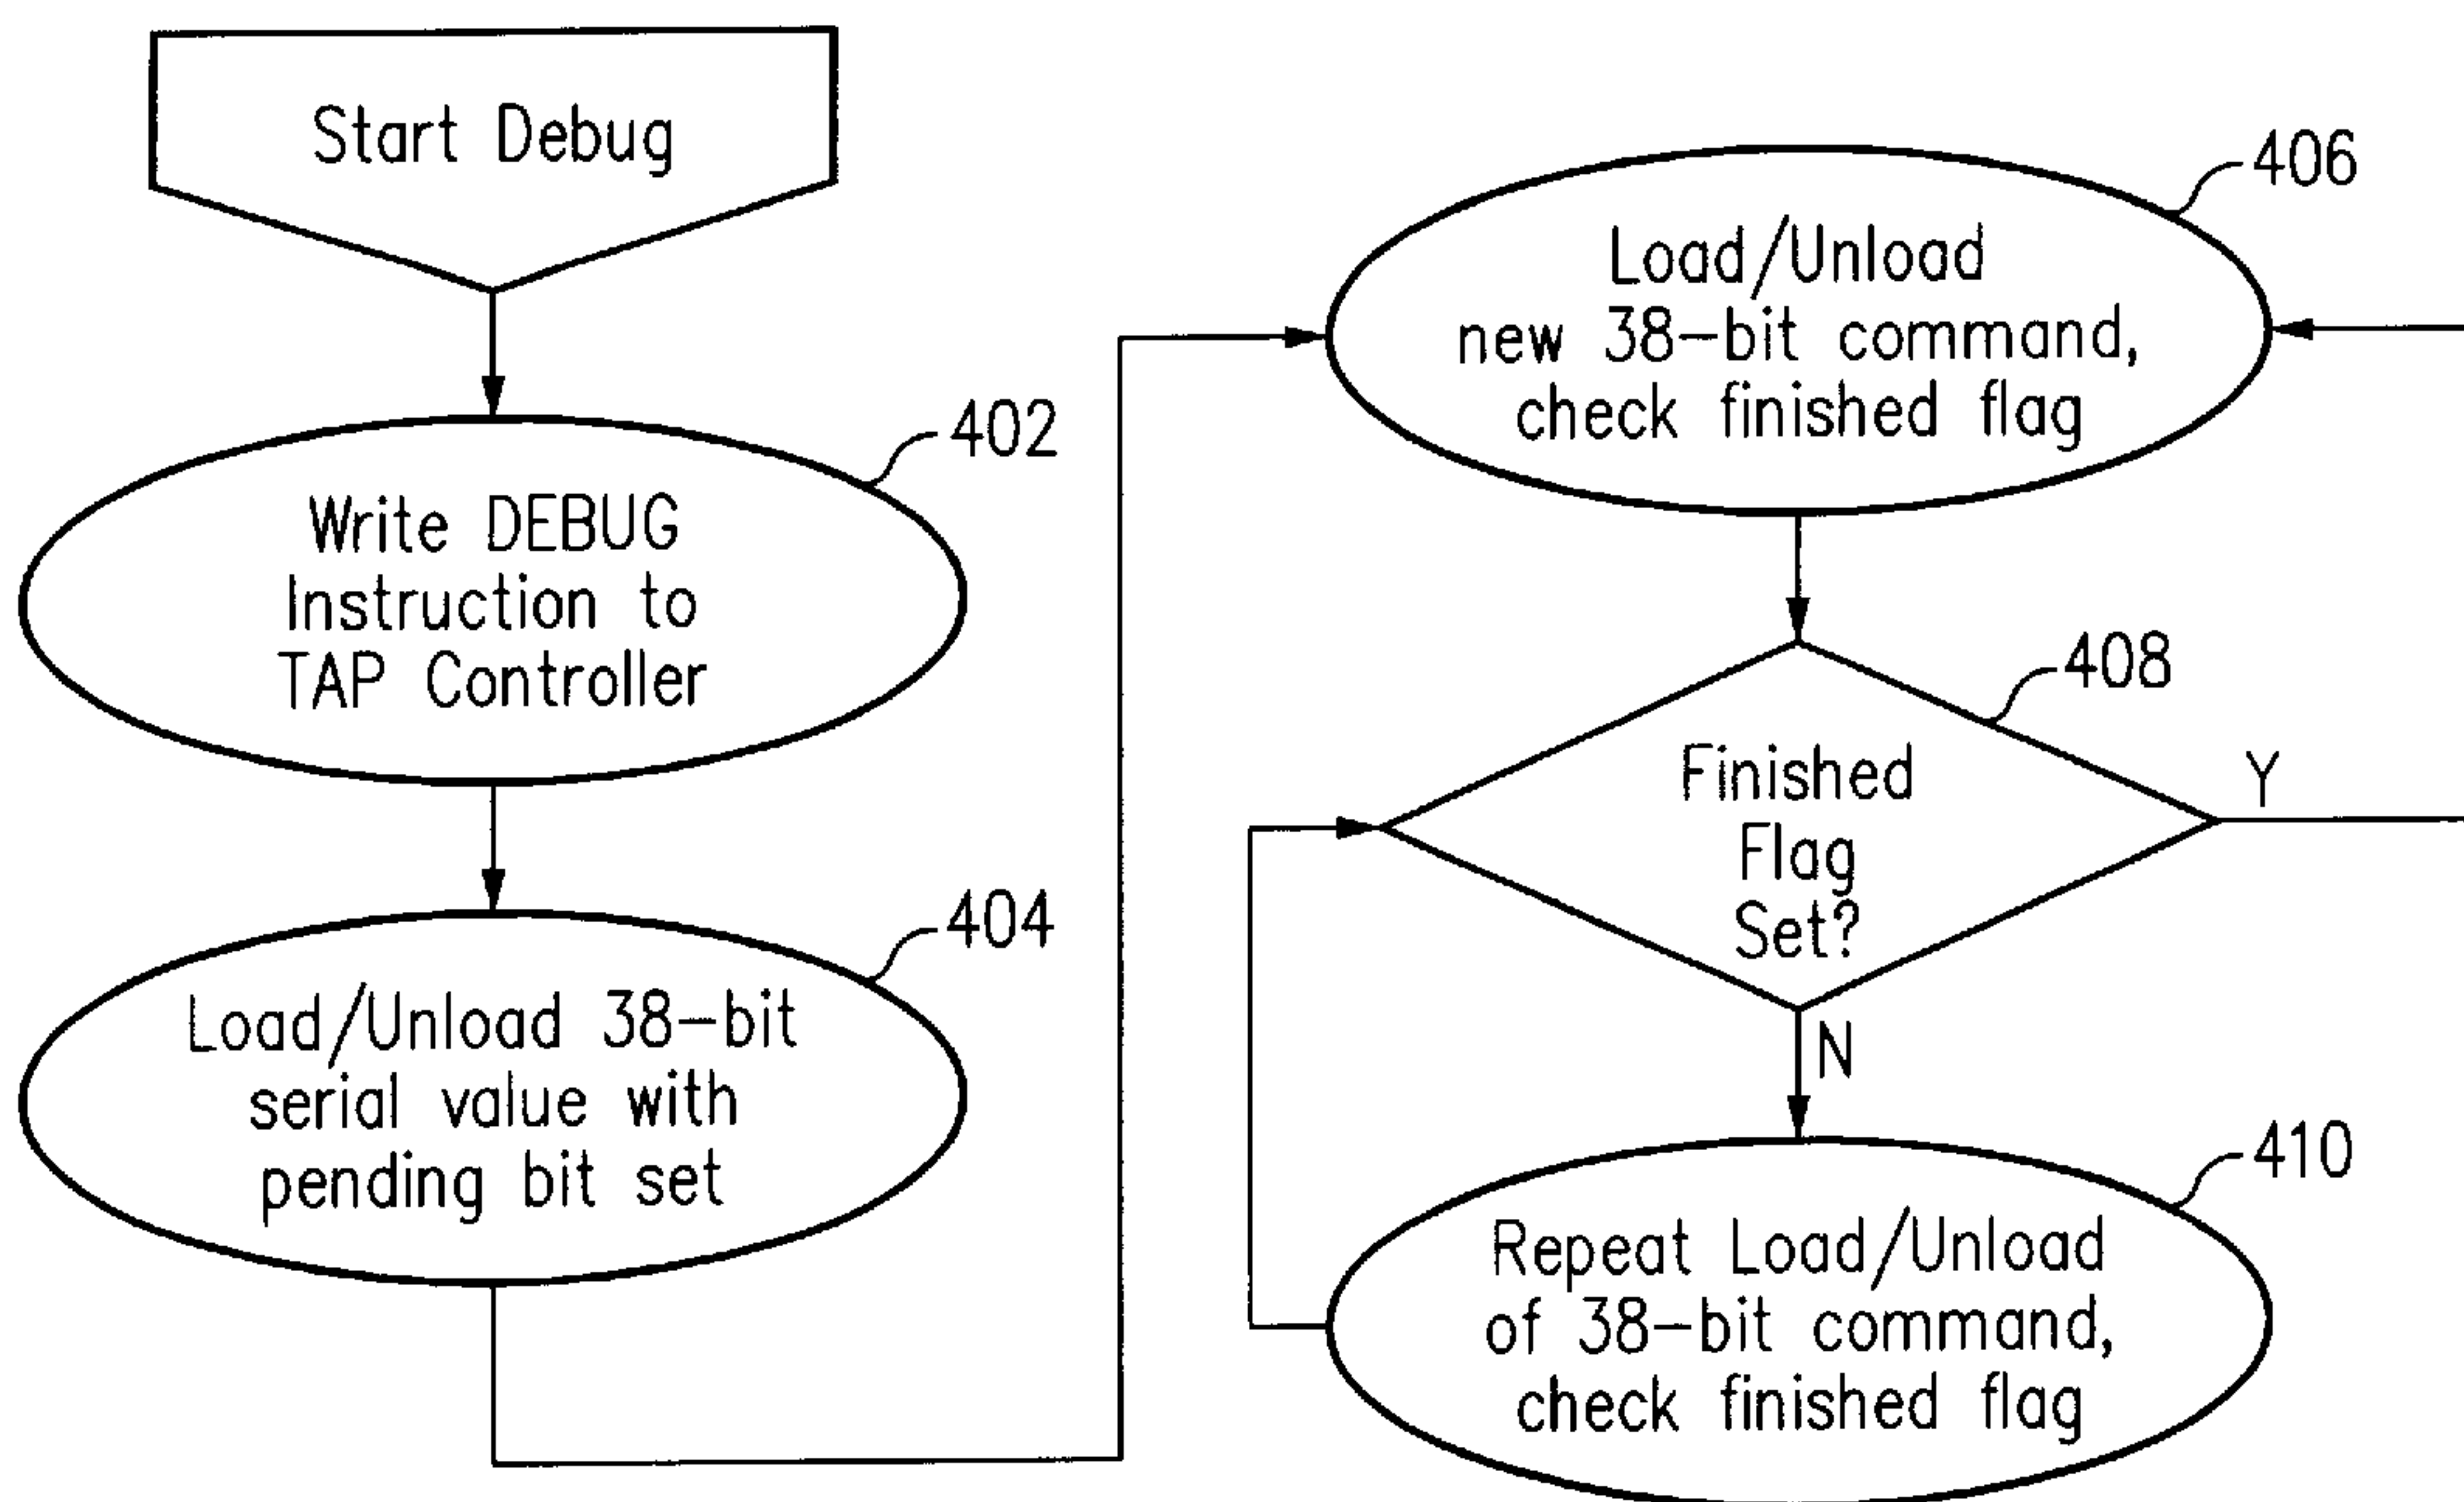 Start Debug
402
Write DEBUG
Instruction to
TAP Controller
404
Load/Unload 38-bit
serial value with
pending bit set
406
Load/Unload
new 38-bit command,
check finished flag
408
Finished
Flag
Set?
Y
N
410
Repeat Load/Unload
of 38-bit command,
check finished flag